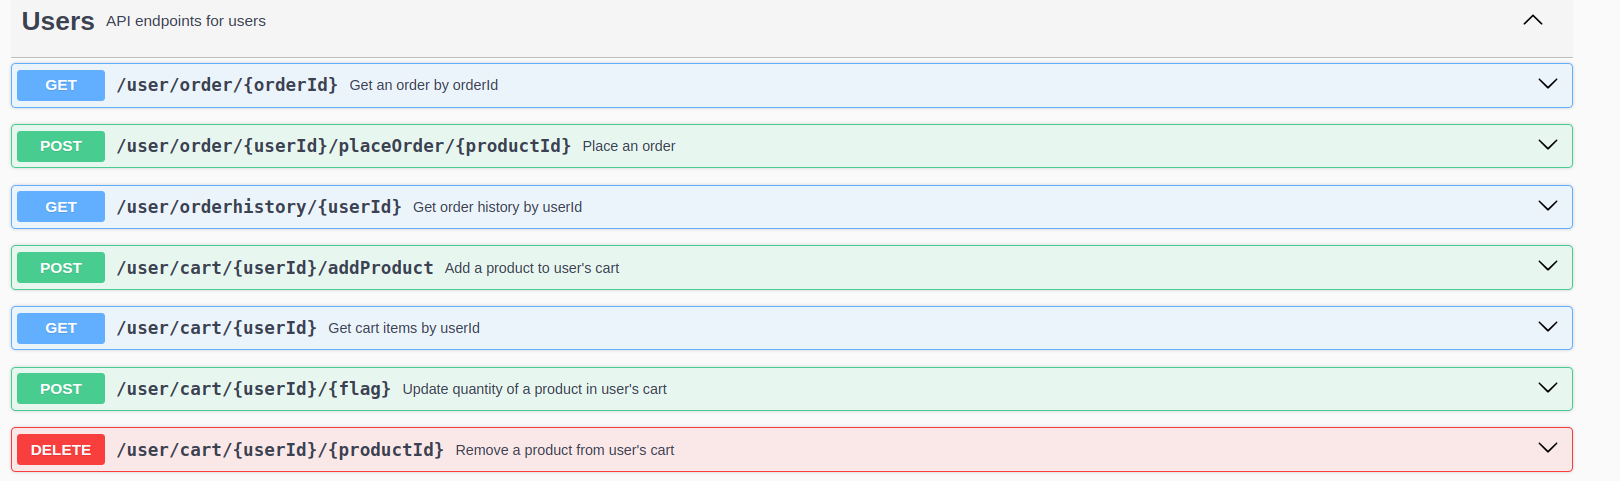 Users API endpoints for users
GET /user/order/{orderId} Get an order by orderId
POST /user/order/{userId}/placeOrder/{productId} Place an order
GET /user/orderhistory/{userId} Get order history by userId
POST /user/cart/{userId}/addProduct Add a product to user's cart
GET /user/cart/{userId} Get cart items by userId
POST /user/cart/{userId}/{flag} Update quantity of a product in user's cart
DELETE /user/cart/{userId}/{productId} Remove a product from user's cart